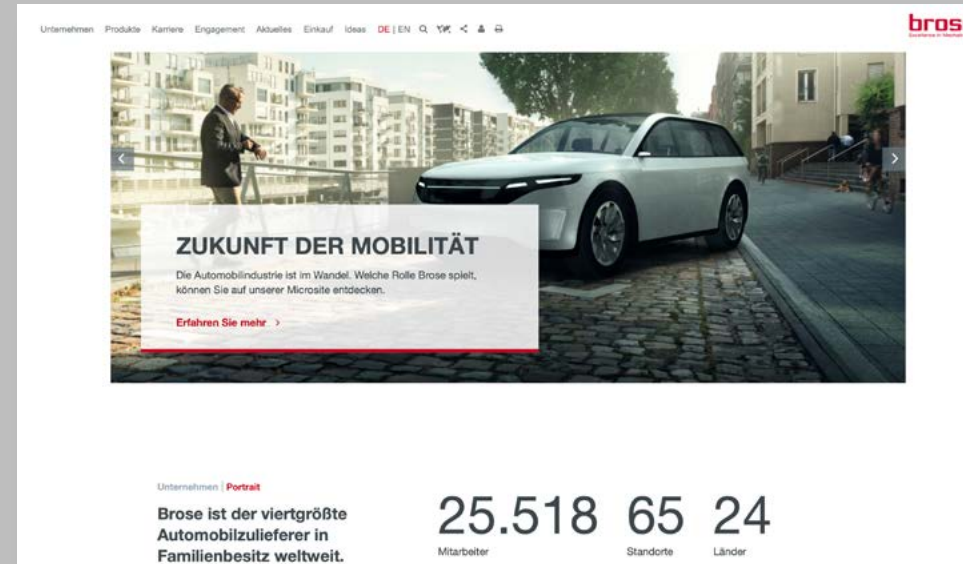 Unternehmen Produkte Karriere Engagement Aktuelles Einkauf Ideas DE | EN
bros
ZUKUNFT DER MOBILITÄT
Die Automobilindustrie ist im Wandel. Welche Rolle Brose spielt,
können Sie auf unserer Microsite entdecken.
Erfahren Sie mehr >
Unternehmen | Portrait
Brose ist der viertgrößte
Automobilzulieferer in
Familienbesitz weltweit.
25.518 65 24
Mitarbeiter Standorte Länder